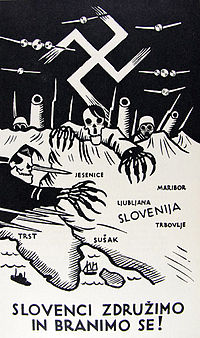 JESENICE
MARIBOR
LJUBLJANA
SLOVENIJA
TRBOVLJE
TRST
SUŠAK
SLOVENCI ZDRUŽIMO
IN BRANIMO SE!